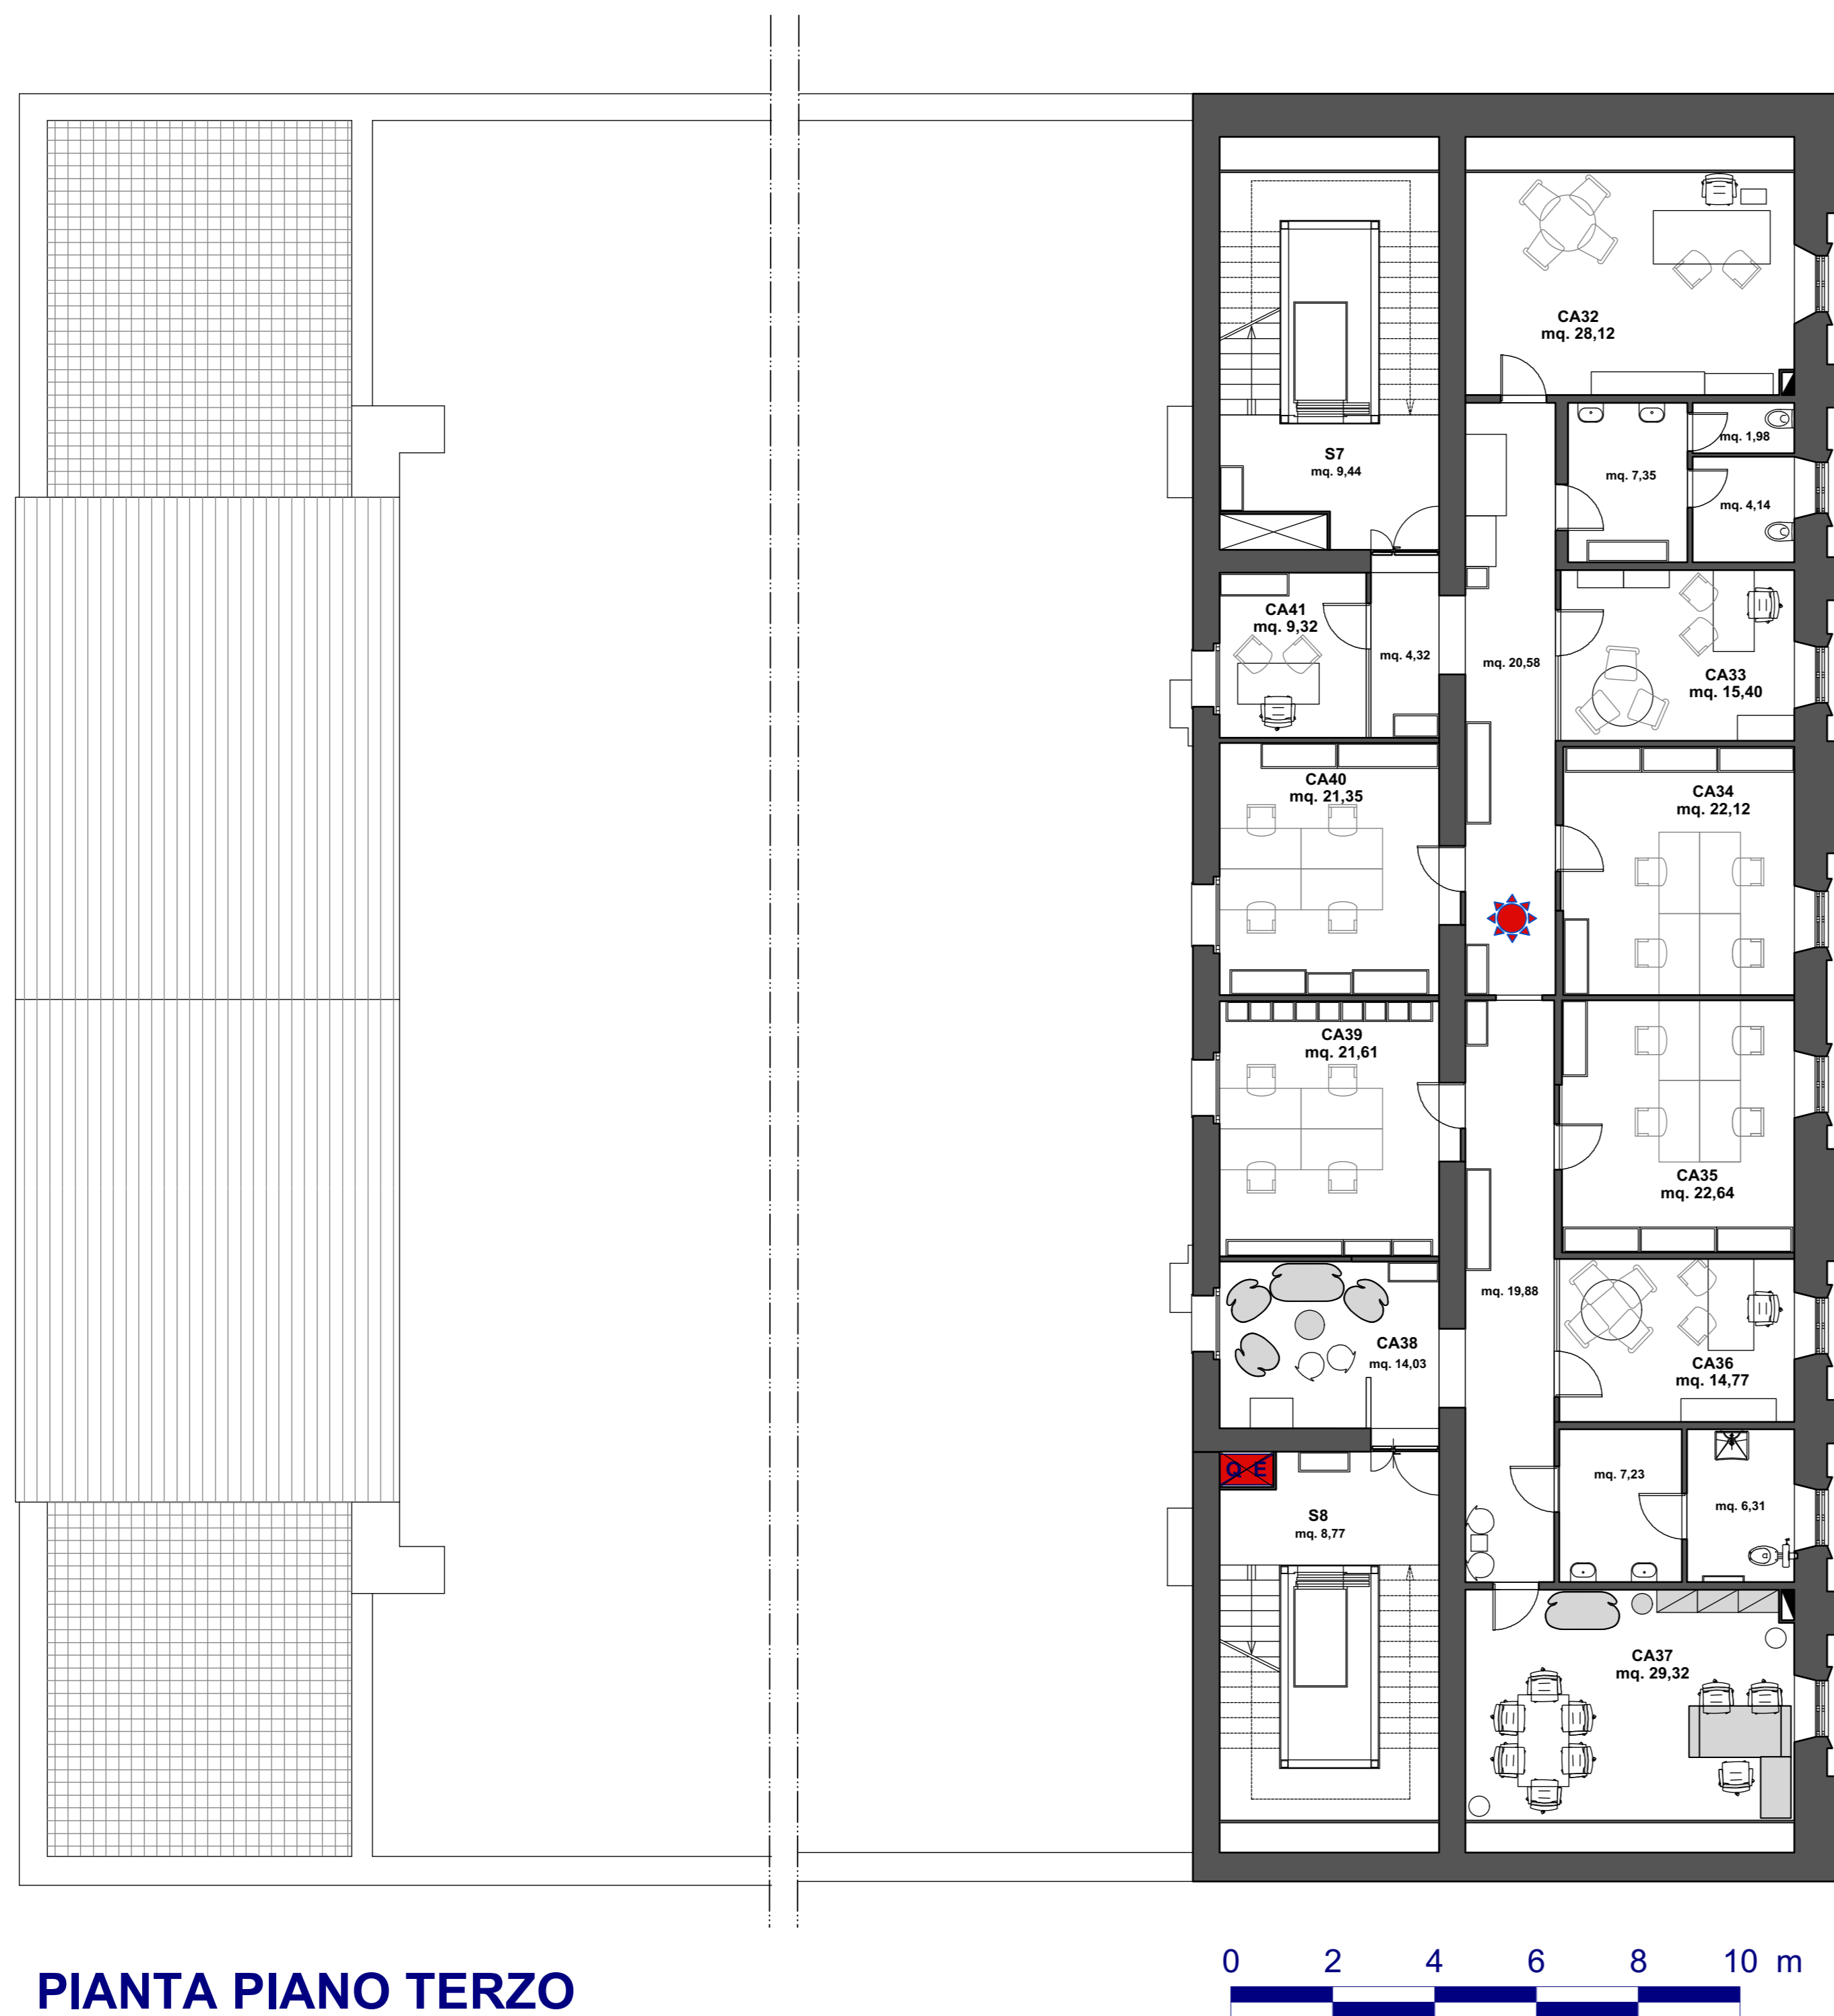 CA32
mq. 28,12
mq. 1,98
S7
mq. 9,44
mq. 7,35
mq. 4,14
CA41
mq. 9,32
mq. 4,32
mq. 20,58
CA33
mq. 15,40
CA40
mq. 21,35
CA34
mq. 22,12
CA39
mq. 21,61
CA35
mq. 22,64
mq. 19,88
CA38
mq. 14,03
CA36
mq. 14,77
Q E
mq. 7,23
S8
mq. 8,77
mq. 6,31
CA37
mq. 29,32
0 2 4 6 8 10 m
PIANTA PIANO TERZO